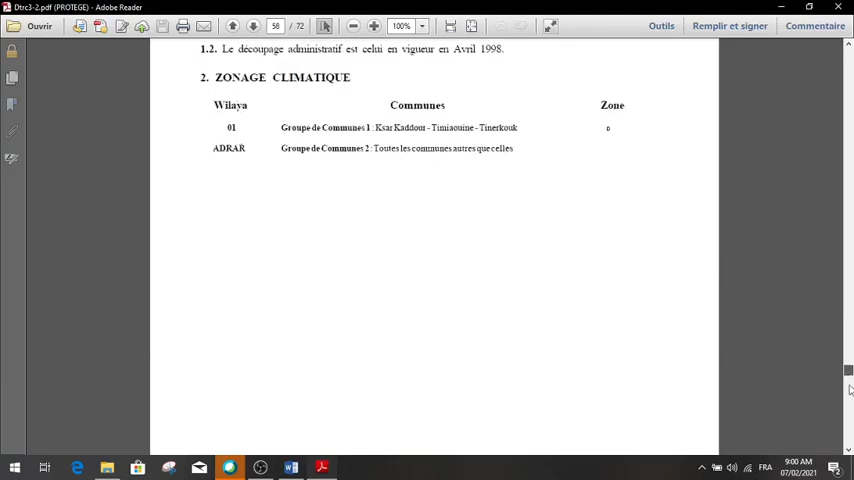 Dtrc3-2.pdf (PROTEGE) - Adobe Reader
Ouvrir
58 / 72
100%
Outils
Remplir et signer
Commentaire
1.2. Le découpage administratif est celui en vigueur en Avril 1998.
2. ZONAGE CLIMATIQUE
Wilaya Communes Zone
01 Groupe de Communes 1 : Ksar Kaddour - Timiaouine - Tinerkouk D
ADRAR Groupe de Communes 2 : Toutes les communes autres que celles
FRA
9:00 AM
07/02/2021
2